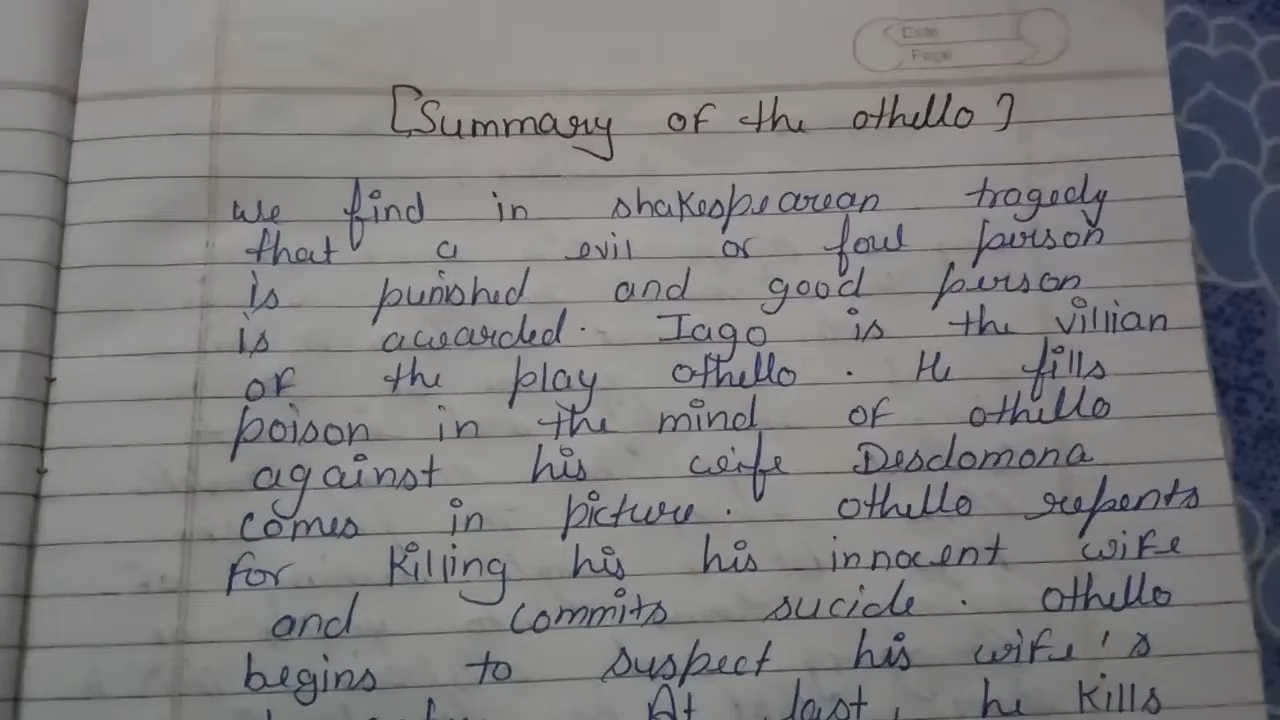 Date
Page
[Summary of the othello]
we find in shakespearean tragedy
that a evil or foul person
is punished and good person
is awarded. Iago is the villian
of the play othello. He fills
poison in the mind of othello
against his wife Desdomona
comes in picture. othello repents
for killing his his innocent wife
and commits sucide. othello
begins to suspect his wife's
At last, he kills